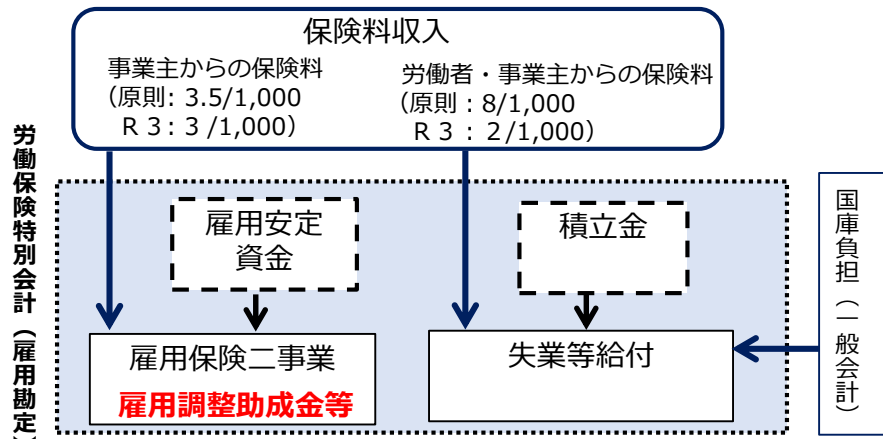 保険料収入
事業主からの保険料
（原則: 3.5/1,000
R３：３/1,000）
労働者・事業主からの保険料
（原則：8/1,000
R３：２/1,000）
労働保険特別会計（雇用勘定）
雇用安定
資金
積立金
国庫負担（一般会計）
雇用保険二事業
雇用調整助成金等
失業等給付